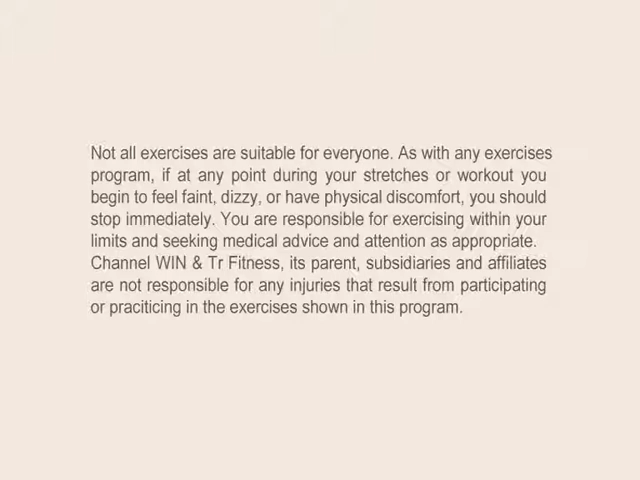 Not all exercises are suitable for everyone. As with any exercises
program, if at any point during your stretches or workout you
begin to feel faint, dizzy, or have physical discomfort, you should
stop immediately. You are responsible for exercising within your
limits and seeking medical advice and attention as appropriate.
Channel WIN & Tr Fitness, its parent, subsidiaries and affiliates
are not responsible for any injuries that result from participating
or praciticing in the exercises shown in this program.